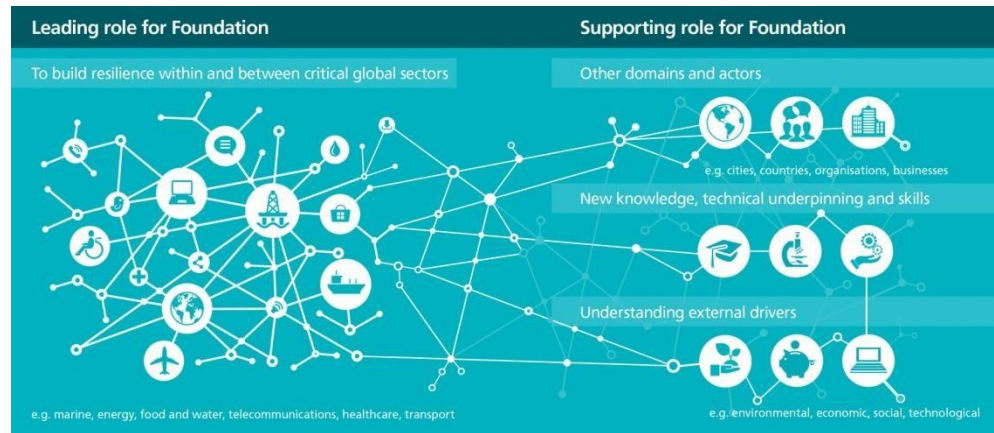 Leading role for Foundation
To build resilience within and between critical global sectors
e.g. marine, energy, food and water, telecommunications, healthcare, transport
Supporting role for Foundation
Other domains and actors
e.g. cities, countries, organisations, businesses
New knowledge, technical underpinning and skills
Understanding external drivers
e.g. environmental, economic, social, technological